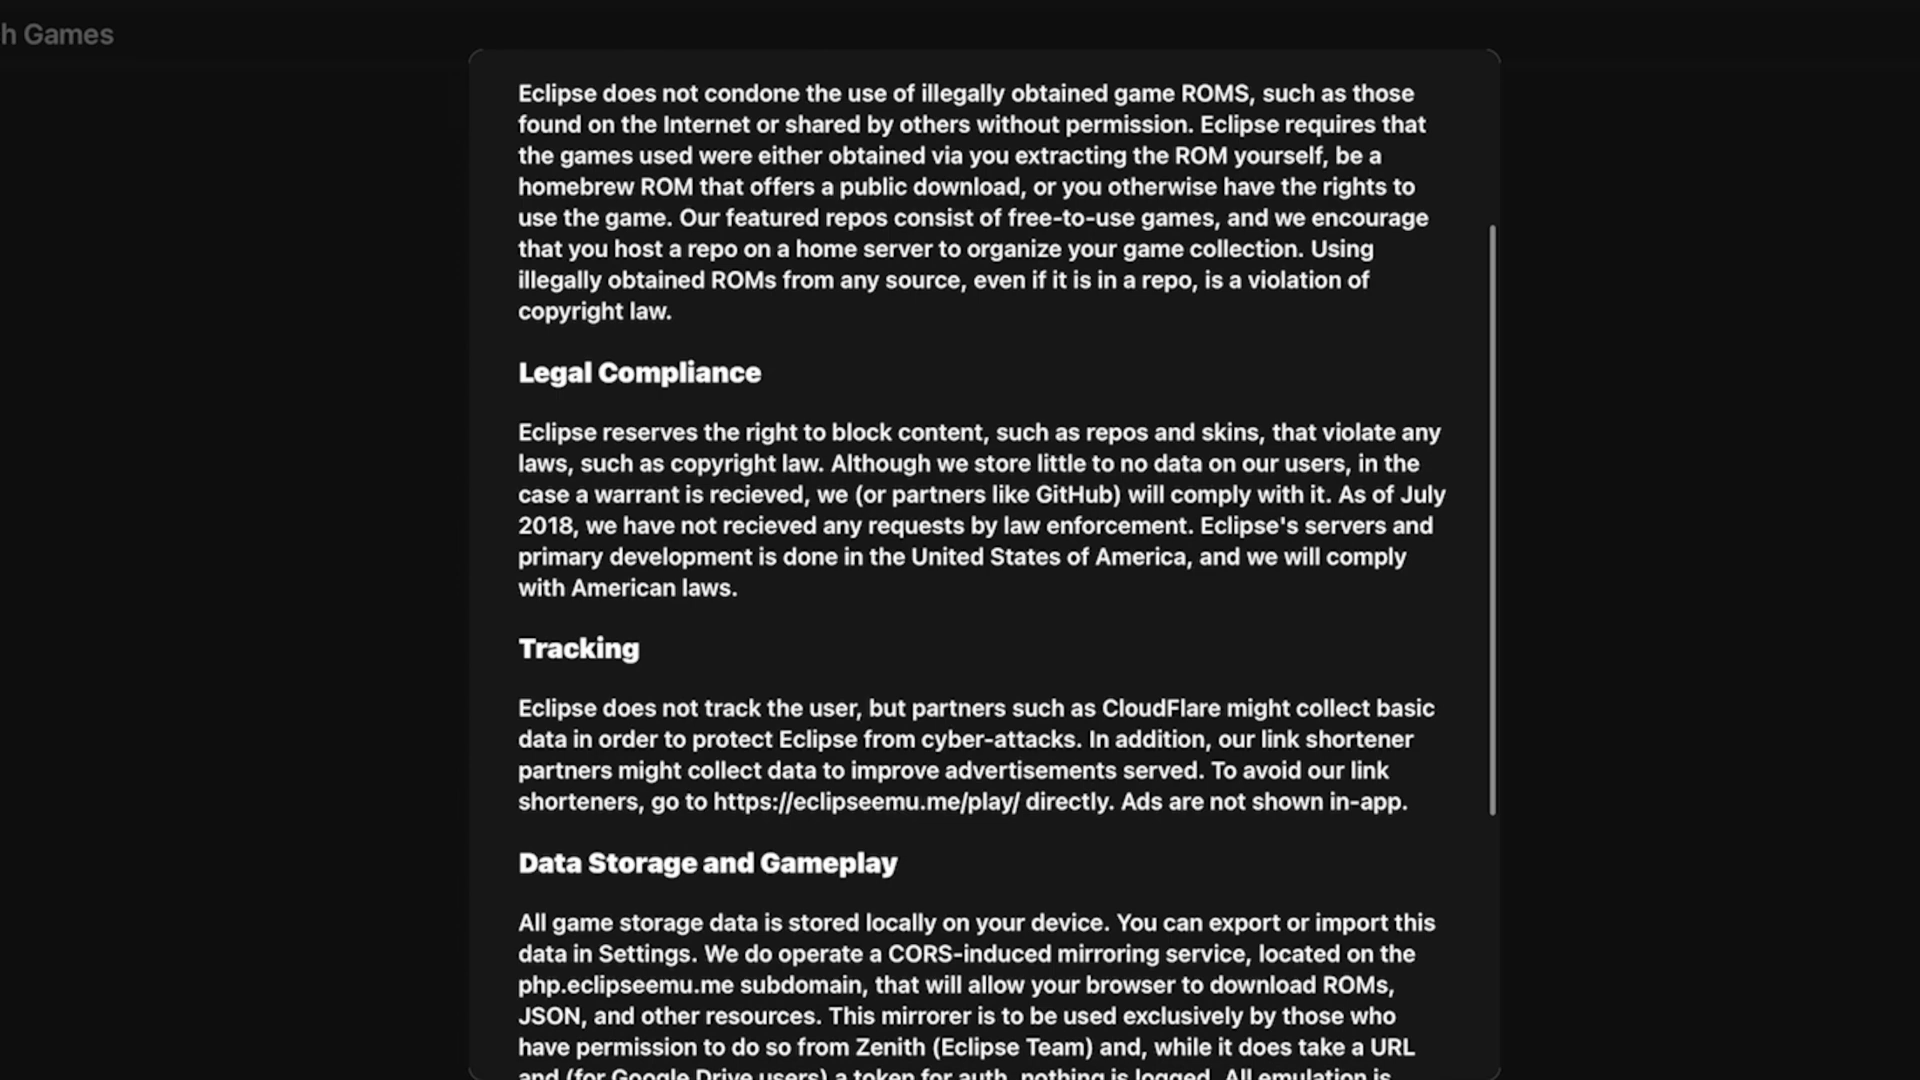 h Games
Eclipse does not condone the use of illegally obtained game ROMS, such as those
found on the Internet or shared by others without permission. Eclipse requires that
the games used were either obtained via you extracting the ROM yourself, be a
homebrew ROM that offers a public download, or you otherwise have the rights to
use the game. Our featured repos consist of free-to-use games, and we encourage
that you host a repo on a home server to organize your game collection. Using
illegally obtained ROMs from any source, even if it is in a repo, is a violation of
copyright law.
Legal Compliance
Eclipse reserves the right to block content, such as repos and skins, that violate any
laws, such as copyright law. Although we store little to no data on our users, in the
case a warrant is recieved, we (or partners like GitHub) will comply with it. As of July
2018, we have not recieved any requests by law enforcement. Eclipse's servers and
primary development is done in the United States of America, and we will comply
with American laws.
Tracking
Eclipse does not track the user, but partners such as CloudFlare might collect basic
data in order to protect Eclipse from cyber-attacks. In addition, our link shortener
partners might collect data to improve advertisements served. To avoid our link
shorteners, go to https://eclipseemu.me/play/ directly. Ads are not shown in-app.
Data Storage and Gameplay
All game storage data is stored locally on your device. You can export or import this
data in Settings. We do operate a CORS-induced mirroring service, located on the
php.eclipseemu.me subdomain, that will allow your browser to download ROMs,
JSON, and other resources. This mirrorer is to be used exclusively by those who
have permission to do so from Zenith (Eclipse Team) and, while it does take a URL
and (for Google Drive users) a token for auth, nothing is logged. All emulation is